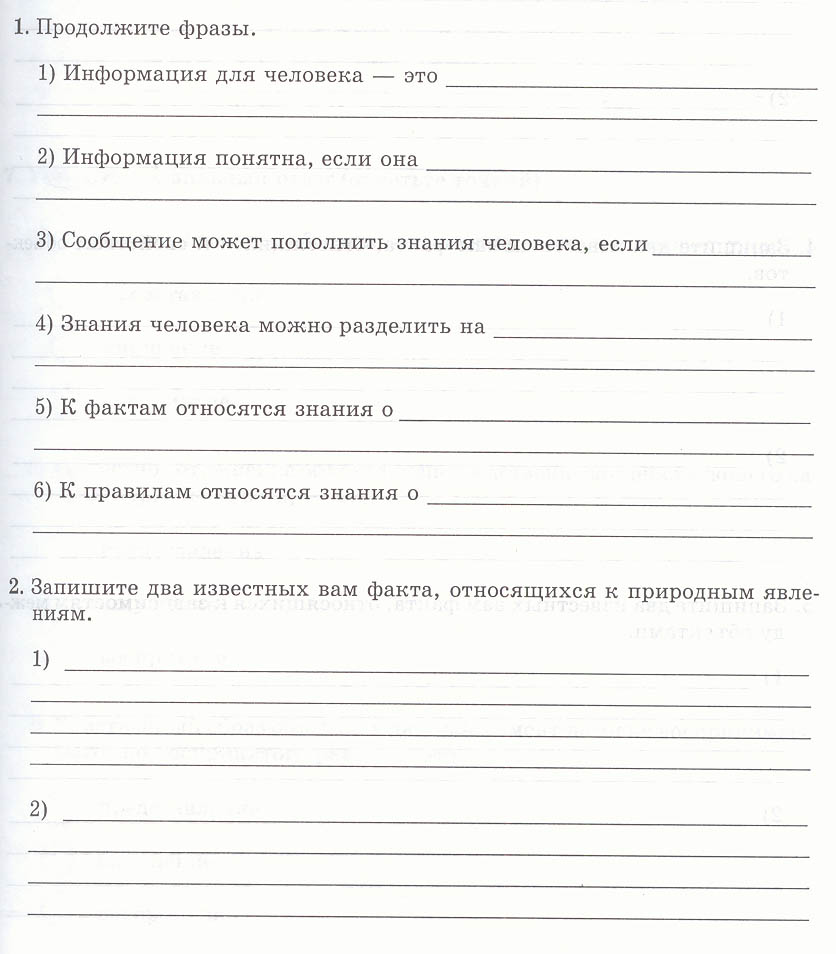 1. Продолжите фразы.
1) Информация для человека — это
2) Информация понятна, если она
3) Сообщение может пополнить знания человека, если
4) Знания человека можно разделить на
5) К фактам относятся знания о
6) К правилам относятся знания о
2. Запишите два известных вам факта, относящихся к природным явле-
ниям.
1)
2)